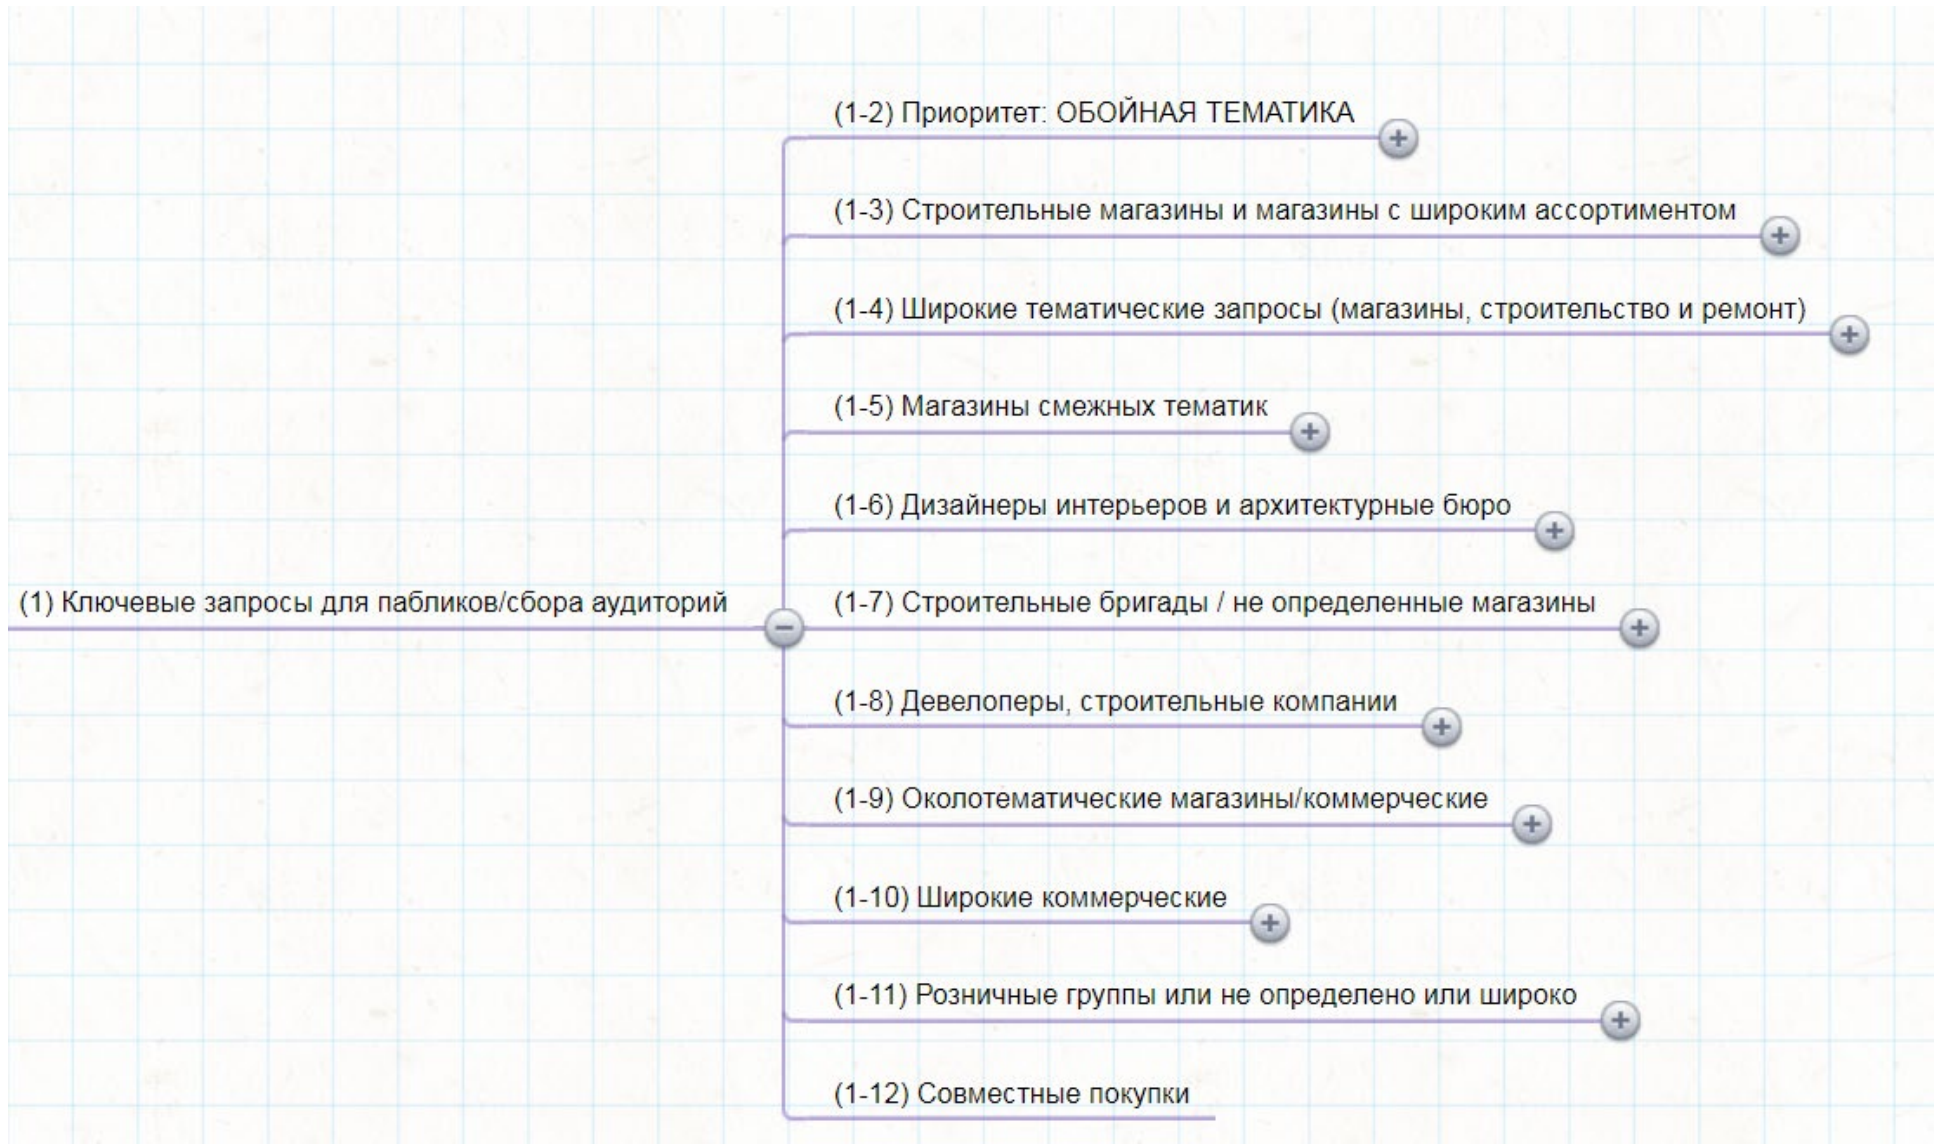 (1-2) Приоритет: ОБОЙНАЯ ТЕМАТИКА
(1-3) Строительные магазины и магазины с широким ассортиментом
(1-4) Широкие тематические запросы (магазины, строительство и ремонт)
(1-5) Магазины смежных тематик
(1-6) Дизайнеры интерьеров и архитектурные бюро
(1) Ключевые запросы для пабликов/сбора аудиторий
(1-7) Строительные бригады / не определенные магазины
(1-8) Девелоперы, строительные компании
(1-9) Околотематические магазины/коммерческие
(1-10) Широкие коммерческие
(1-11) Розничные группы или не определено или широко
(1-12) Совместные покупки